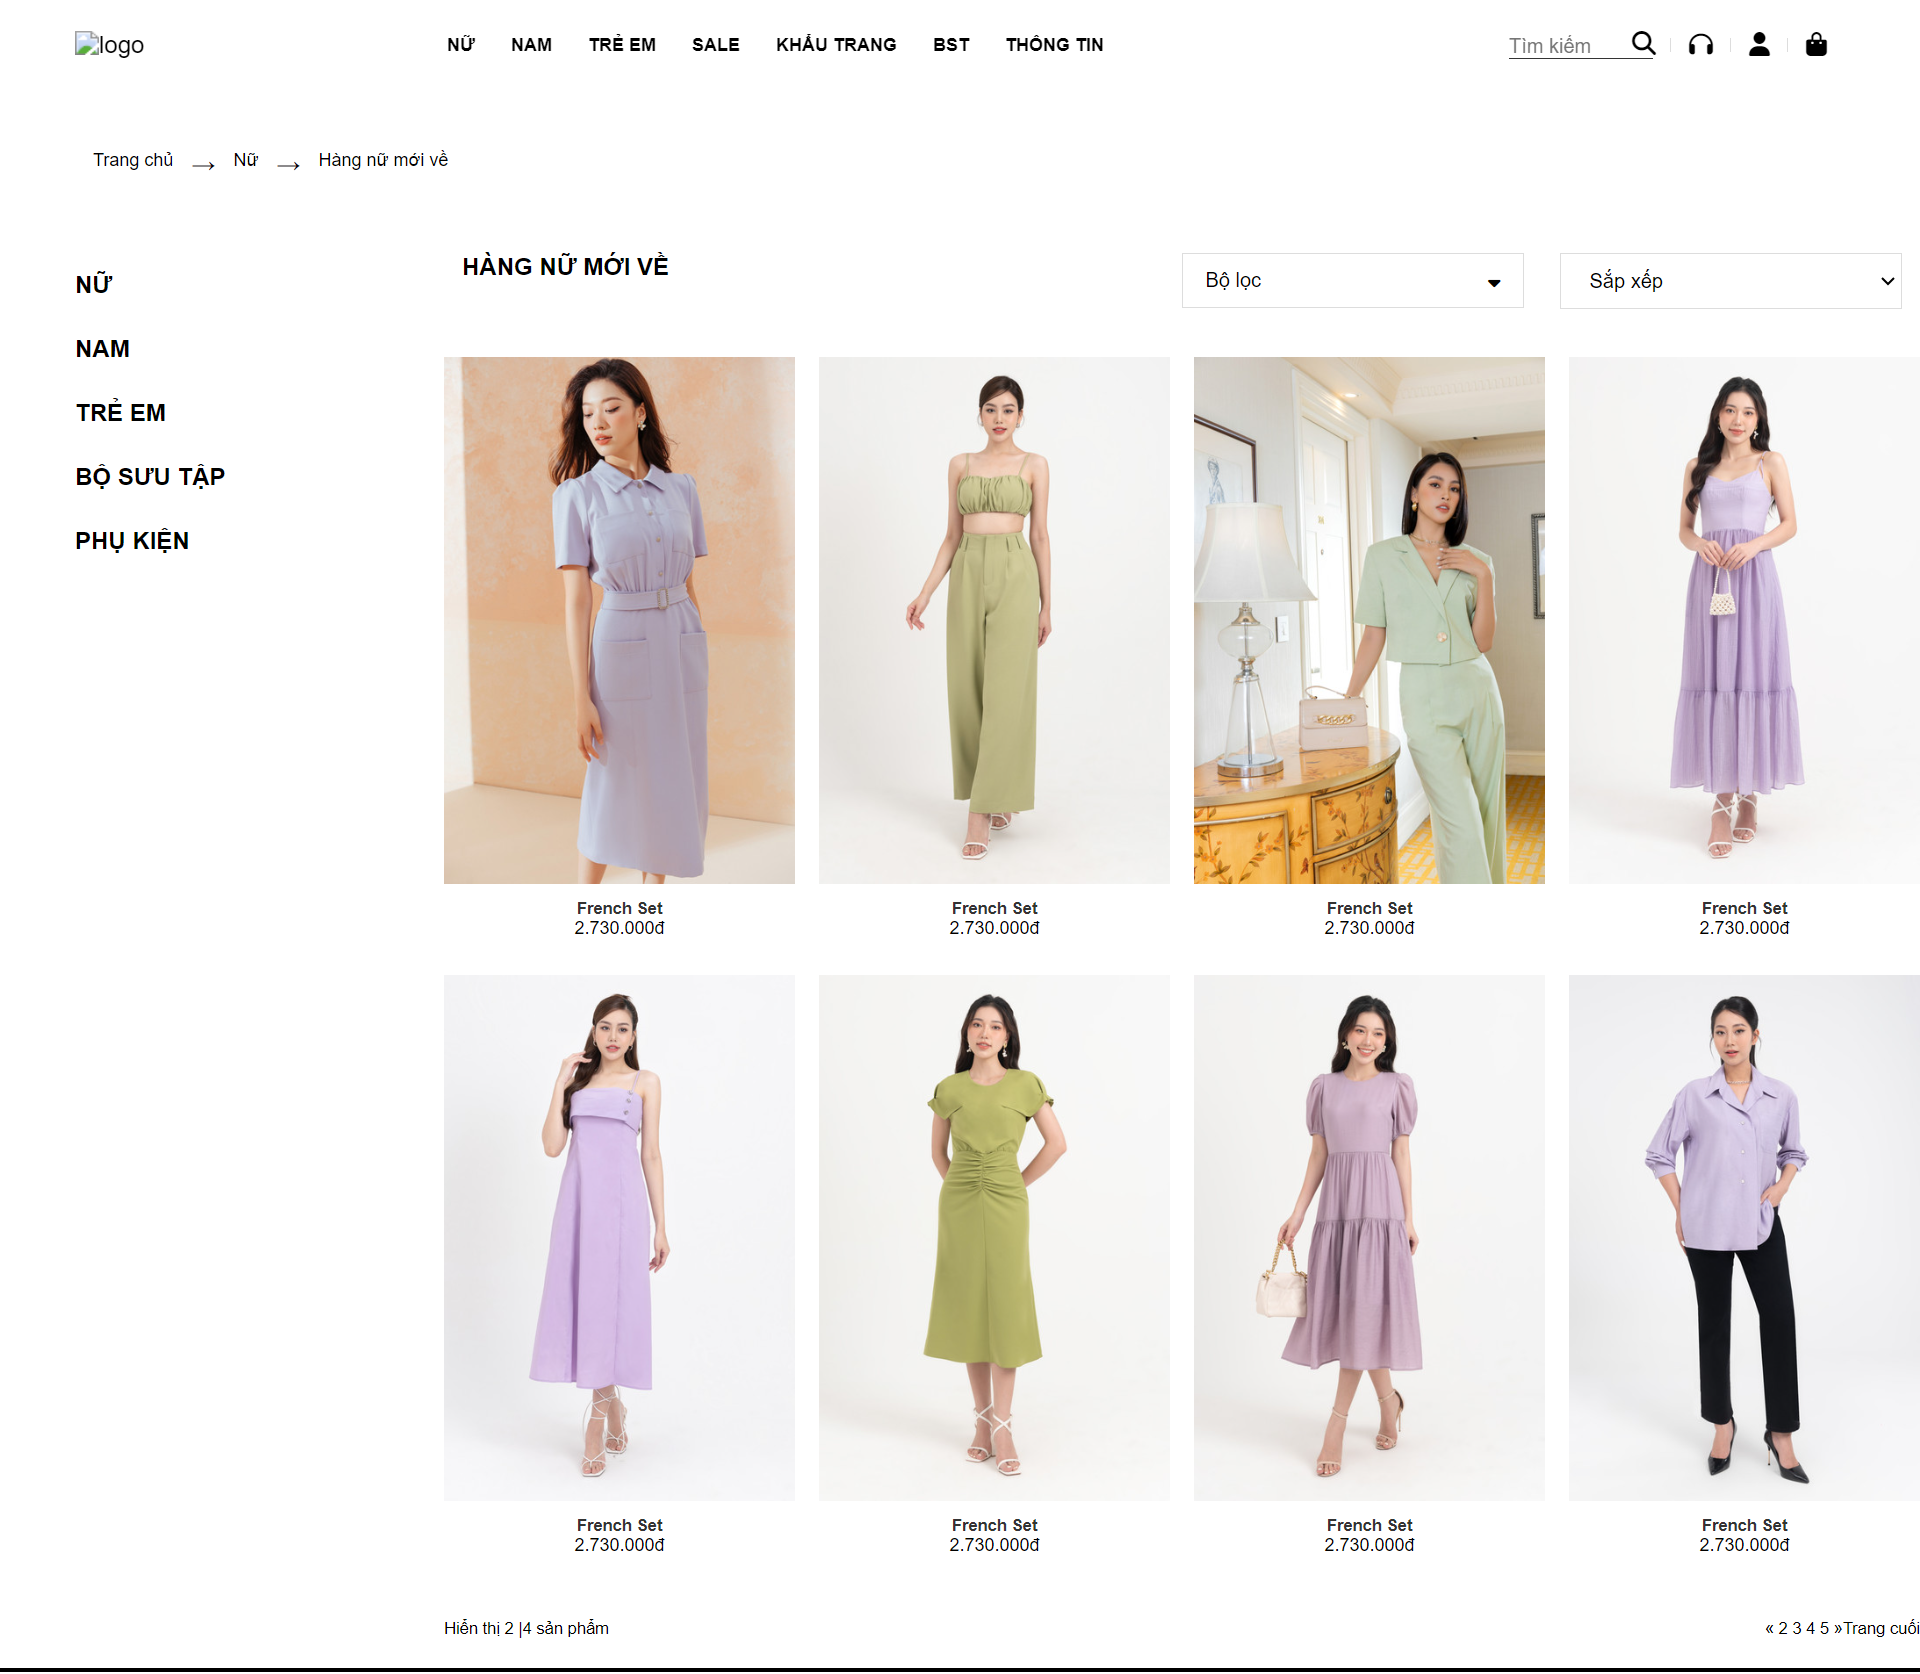 logo
NỮ NAM TRẺ EM SALE KHẨU TRANG BST THÔNG TIN
Tìm kiếm
Trang chủ → Nữ → Hàng nữ mới về
NỮ
NAM
TRẺ EM
BỘ SƯU TẬP
PHỤ KIỆN
HÀNG NỮ MỚI VỀ
Bộ lọc
Sắp xếp
French Set
2.730.000đ
French Set
2.730.000đ
French Set
2.730.000đ
French Set
2.730.000đ
French Set
2.730.000đ
French Set
2.730.000đ
French Set
2.730.000đ
French Set
2.730.000đ
Hiển thị 2 |4 sản phẩm
« 2 3 4 5 »Trang cuối